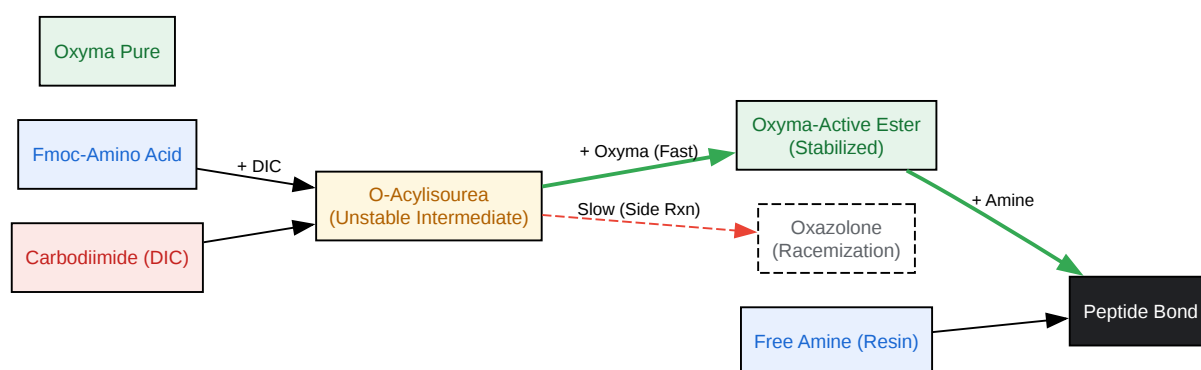 Oxyma Pure
Fmoc-Amino Acid
+ DIC
Carbodiimide (DIC)
O-Acylisourea
(Unstable Intermediate)
+ Oxyma (Fast)
Slow (Side Rxn)
Oxyma-Active Ester
(Stabilized)
Oxazolone
(Racemization)
+ Amine
Free Amine (Resin)
Peptide Bond